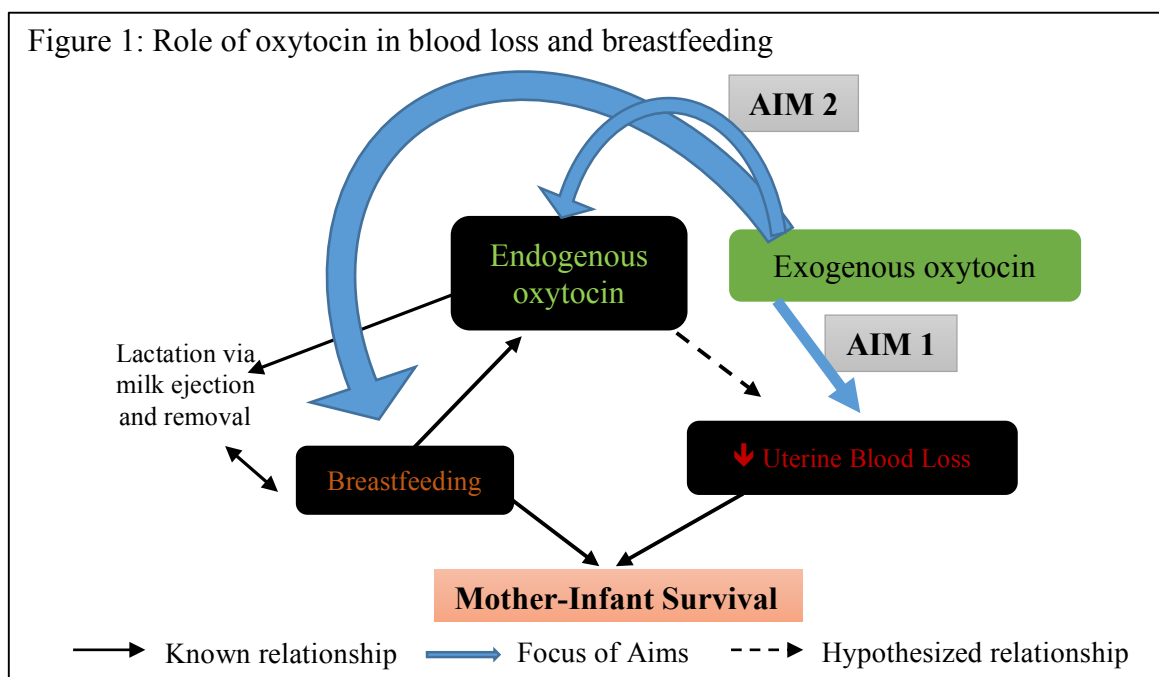 Figure 1: Role of oxytocin in blood loss and breastfeeding
AIM 2
Endogenous
oxytocin
Exogenous oxytocin
AIM 1
Lactation via
milk ejection
and removal
🡫 Uterine Blood Loss
Breastfeeding
Mother-Infant Survival
Known relationship
Focus of Aims
Hypothesized relationship